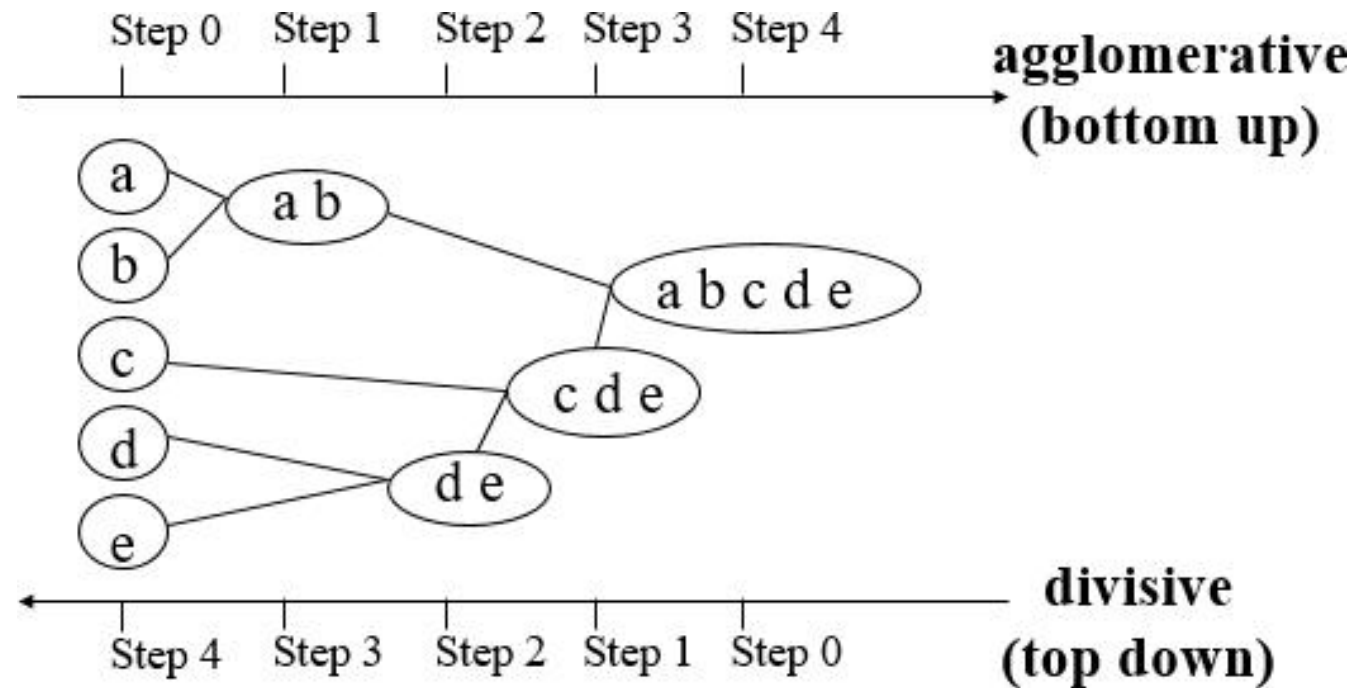 Step 0 Step 1 Step 2 Step 3 Step 4
agglomerative
(bottom up)
a
a b
b
a b c d e
c
c d e
d
d e
e
divisive
(top down)
Step 4 Step 3 Step 2 Step 1 Step 0